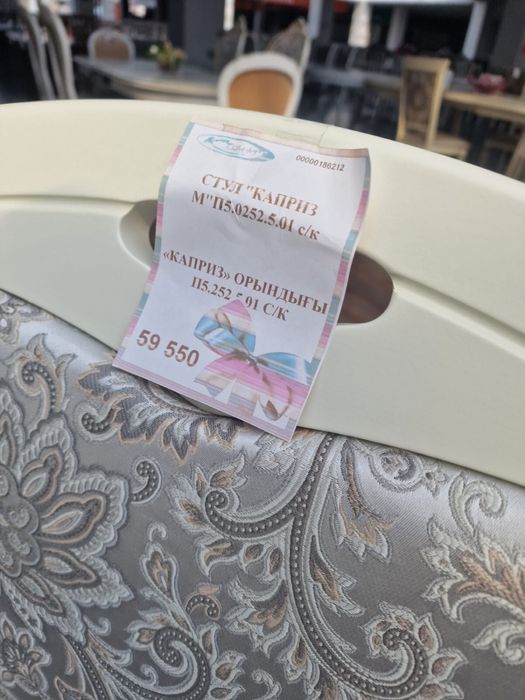 00000186212
СТУЛ "КАПРИЗ
М"П5.0252.5.01 с/к
«КАПРИЗ» ОРЫНДЫҒЫ
П5.252.5.01 С/К
59 550